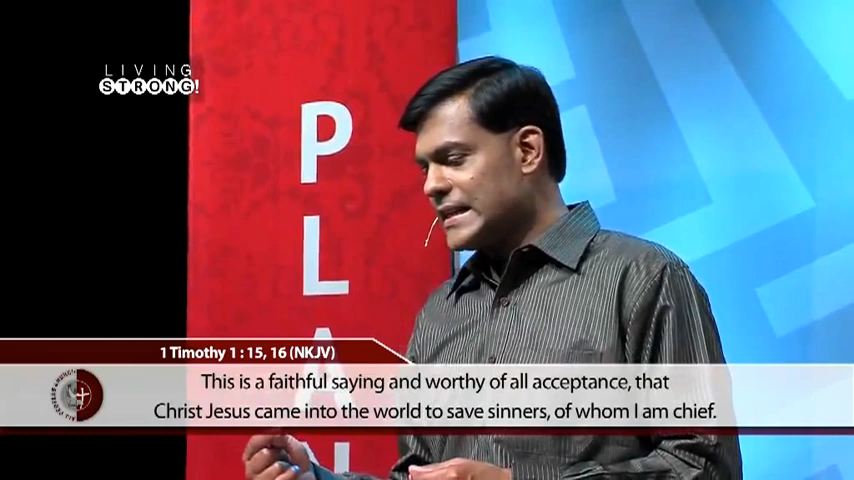 LIVING
STRONG!
P
L
A
1 Timothy 1 : 15, 16 (NKJV)
This is a faithful saying and worthy of all acceptance, that
Christ Jesus came into the world to save sinners, of whom I am chief.